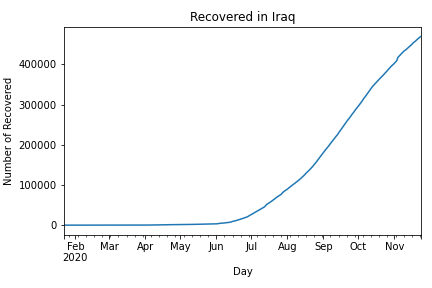 Recovered in Iraq
Number of Recovered
400000
300000
200000
100000
0
Feb Mar Apr May Jun Jul Aug Sep Oct Nov
2020
Day